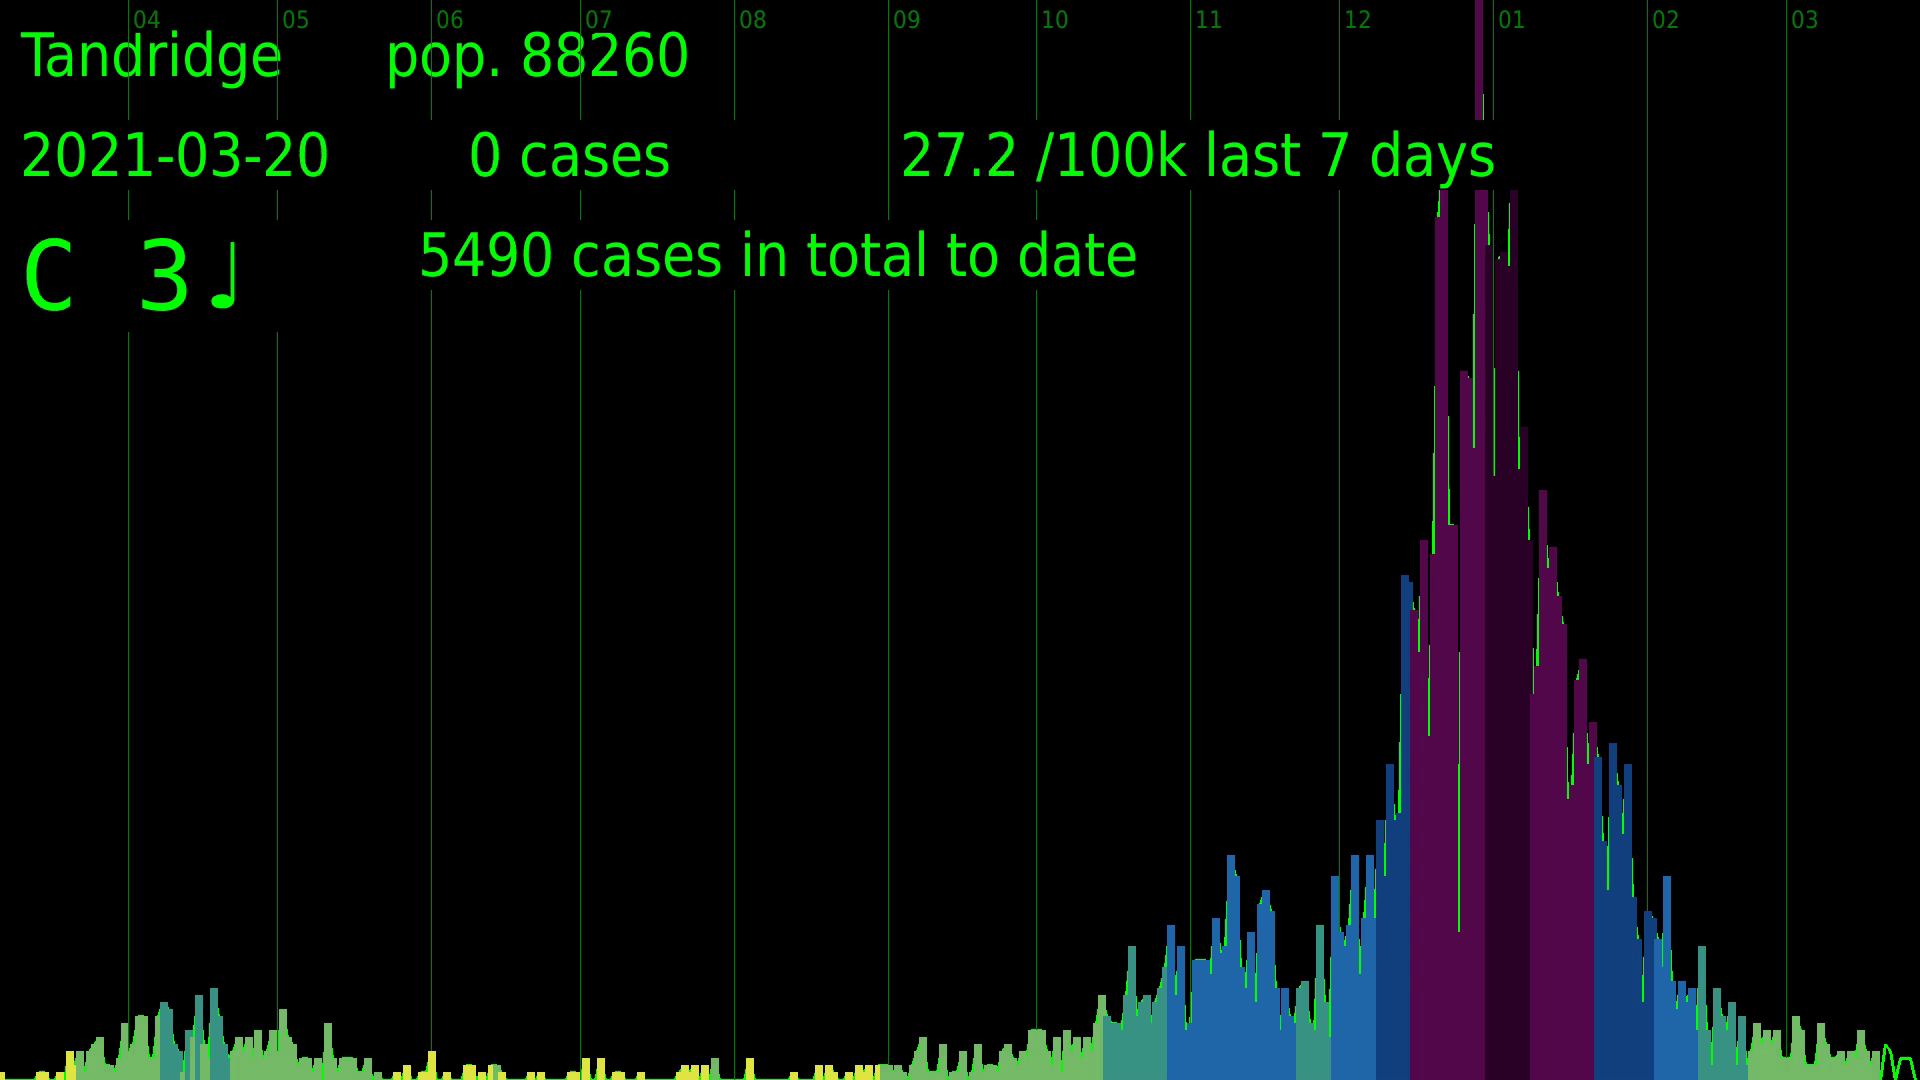 04 05 06 07 08 09 10 11 12 01 02 03
Tandridge pop. 88260
2021-03-20 0 cases 27.2 /100k last 7 days
C 3♩ 5490 cases in total to date